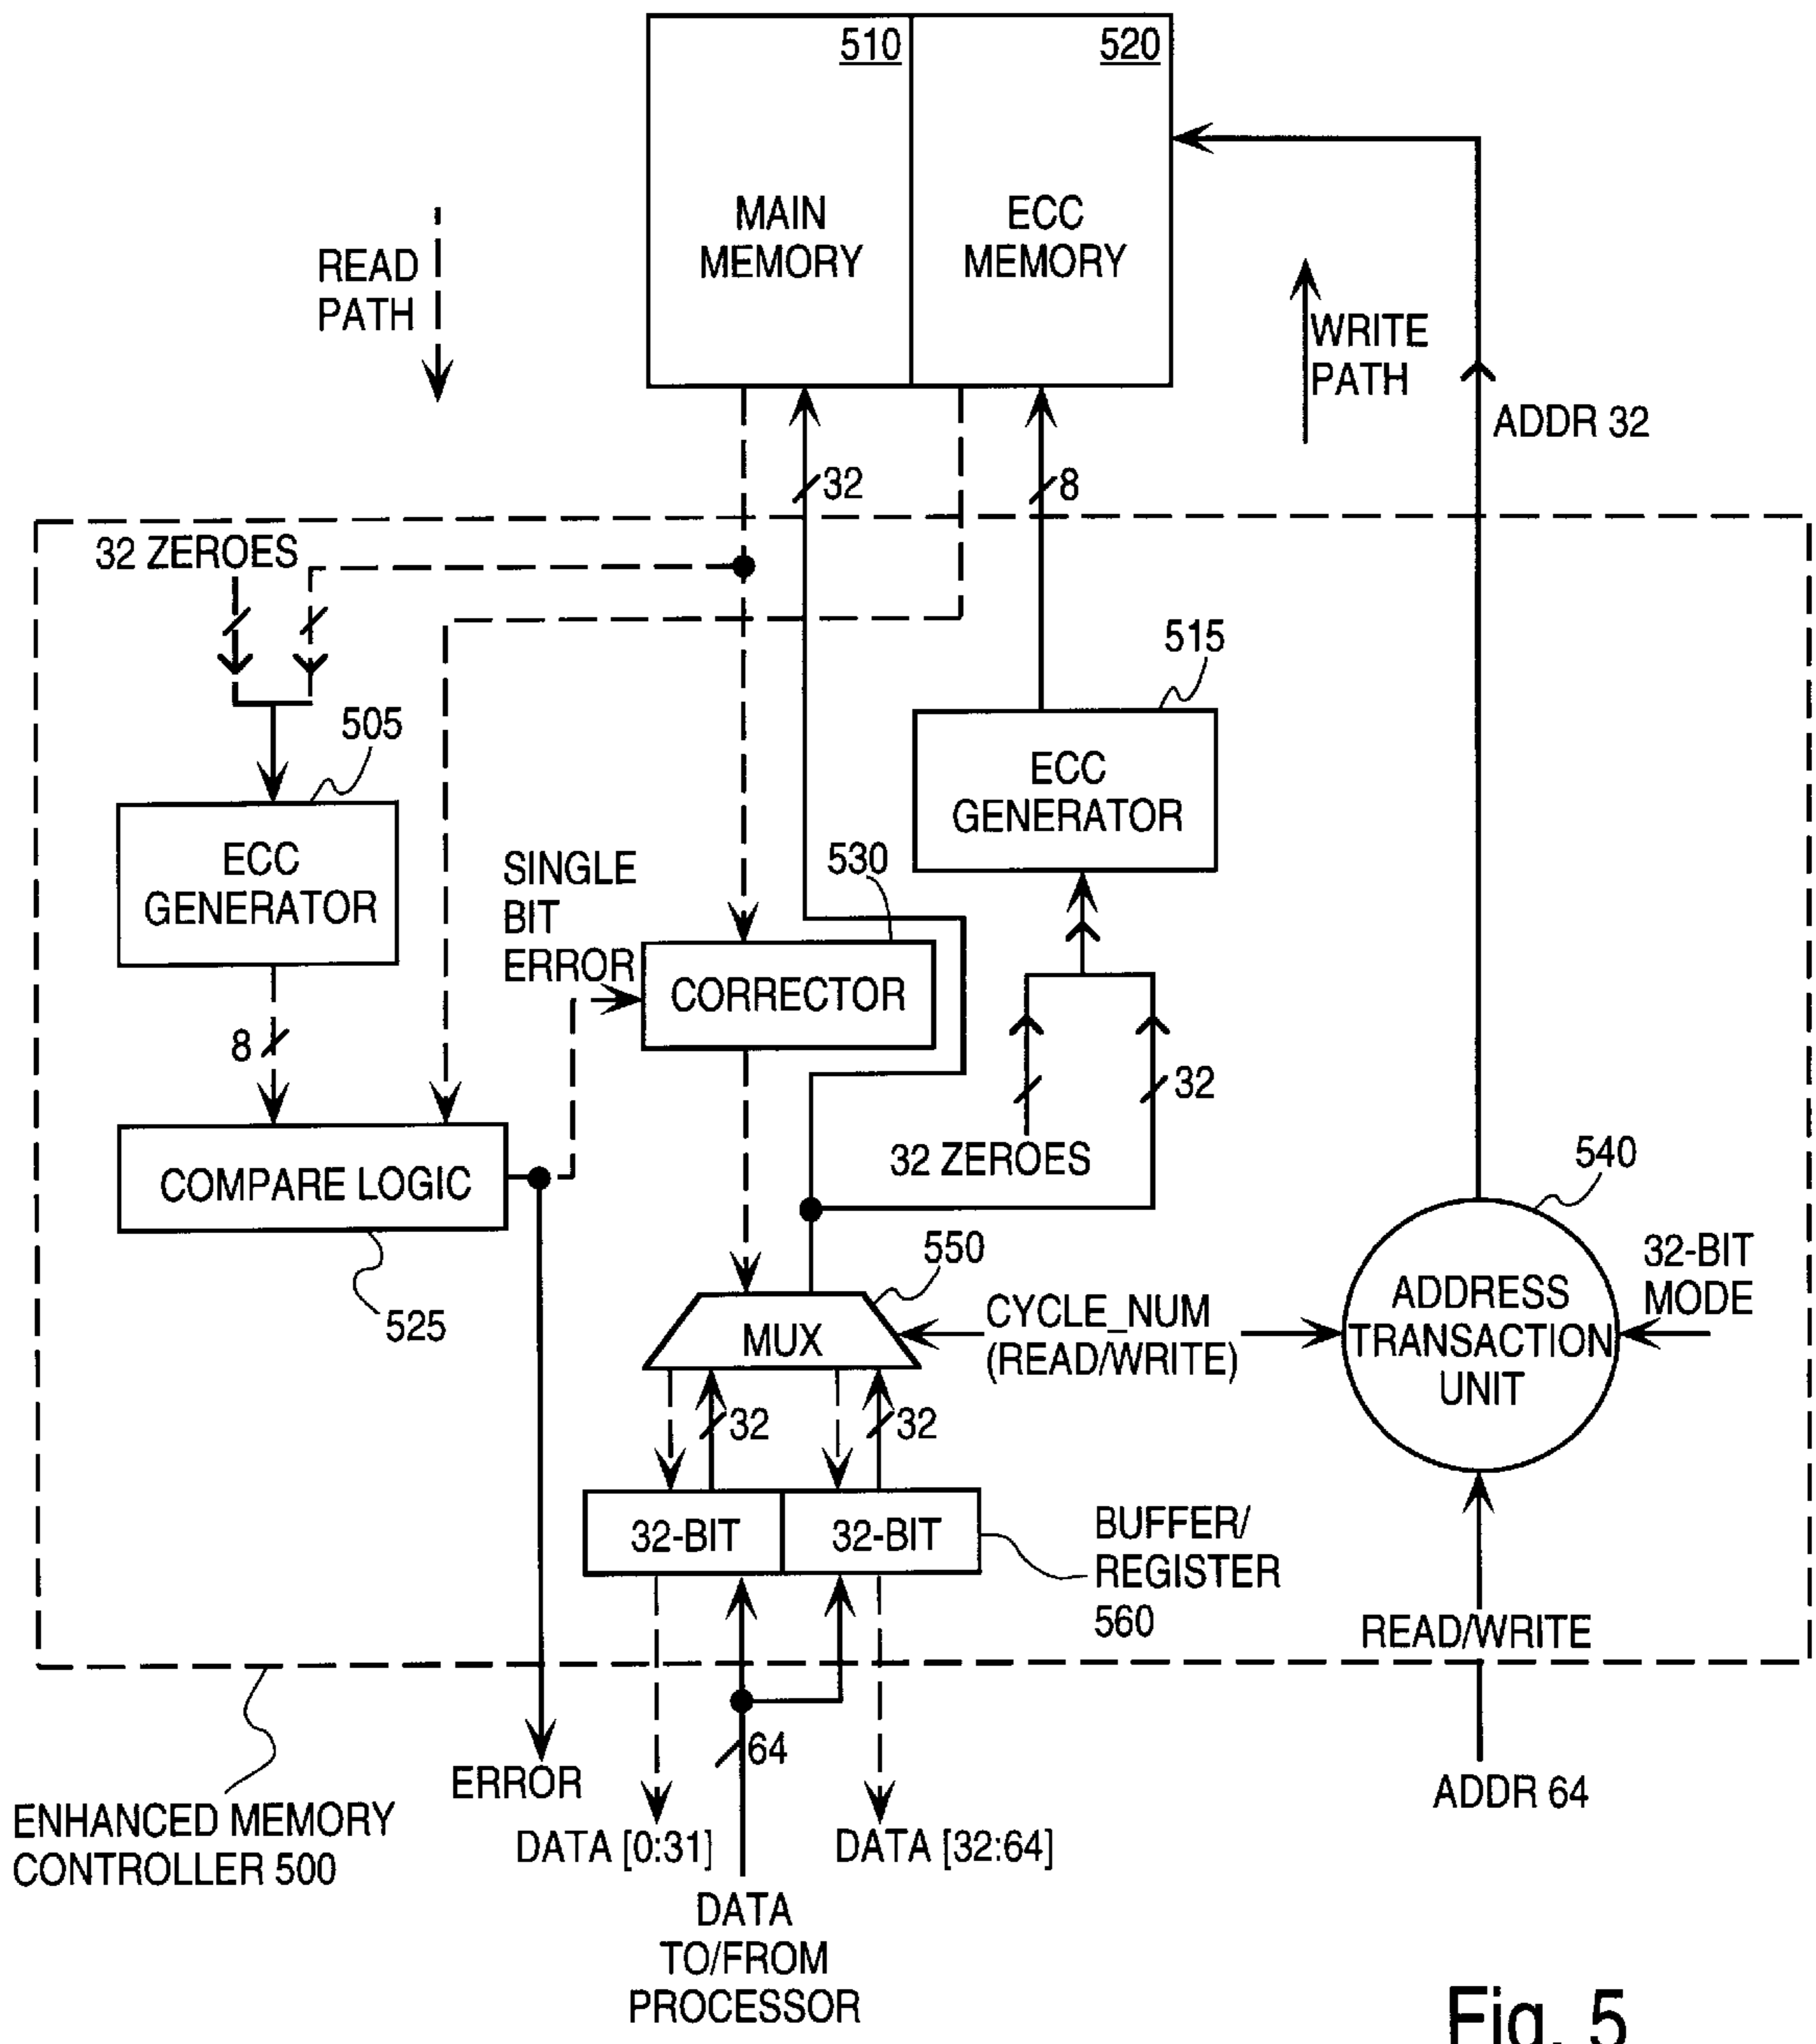 510
520
MAIN
MEMORY
ECC
MEMORY
READ
PATH
WRITE
PATH
ADDR 32
32
8
32 ZEROES
515
505
ECC
GENERATOR
ECC
GENERATOR
530
SINGLE
BIT
ERROR
CORRECTOR
8
32
32 ZEROES
540
COMPARE LOGIC
525
550
32-BIT
MODE
ADDRESS
TRANSACTION
UNIT
CYCLE_NUM
(READ/WRITE)
MUX
32
32
32-BIT
32-BIT
BUFFER/
REGISTER
560
READ/WRITE
64
ERROR
ADDR 64
ENHANCED MEMORY
CONTROLLER 500
DATA [0:31]
DATA [32:64]
DATA
TO/FROM
PROCESSOR
Fig. 5